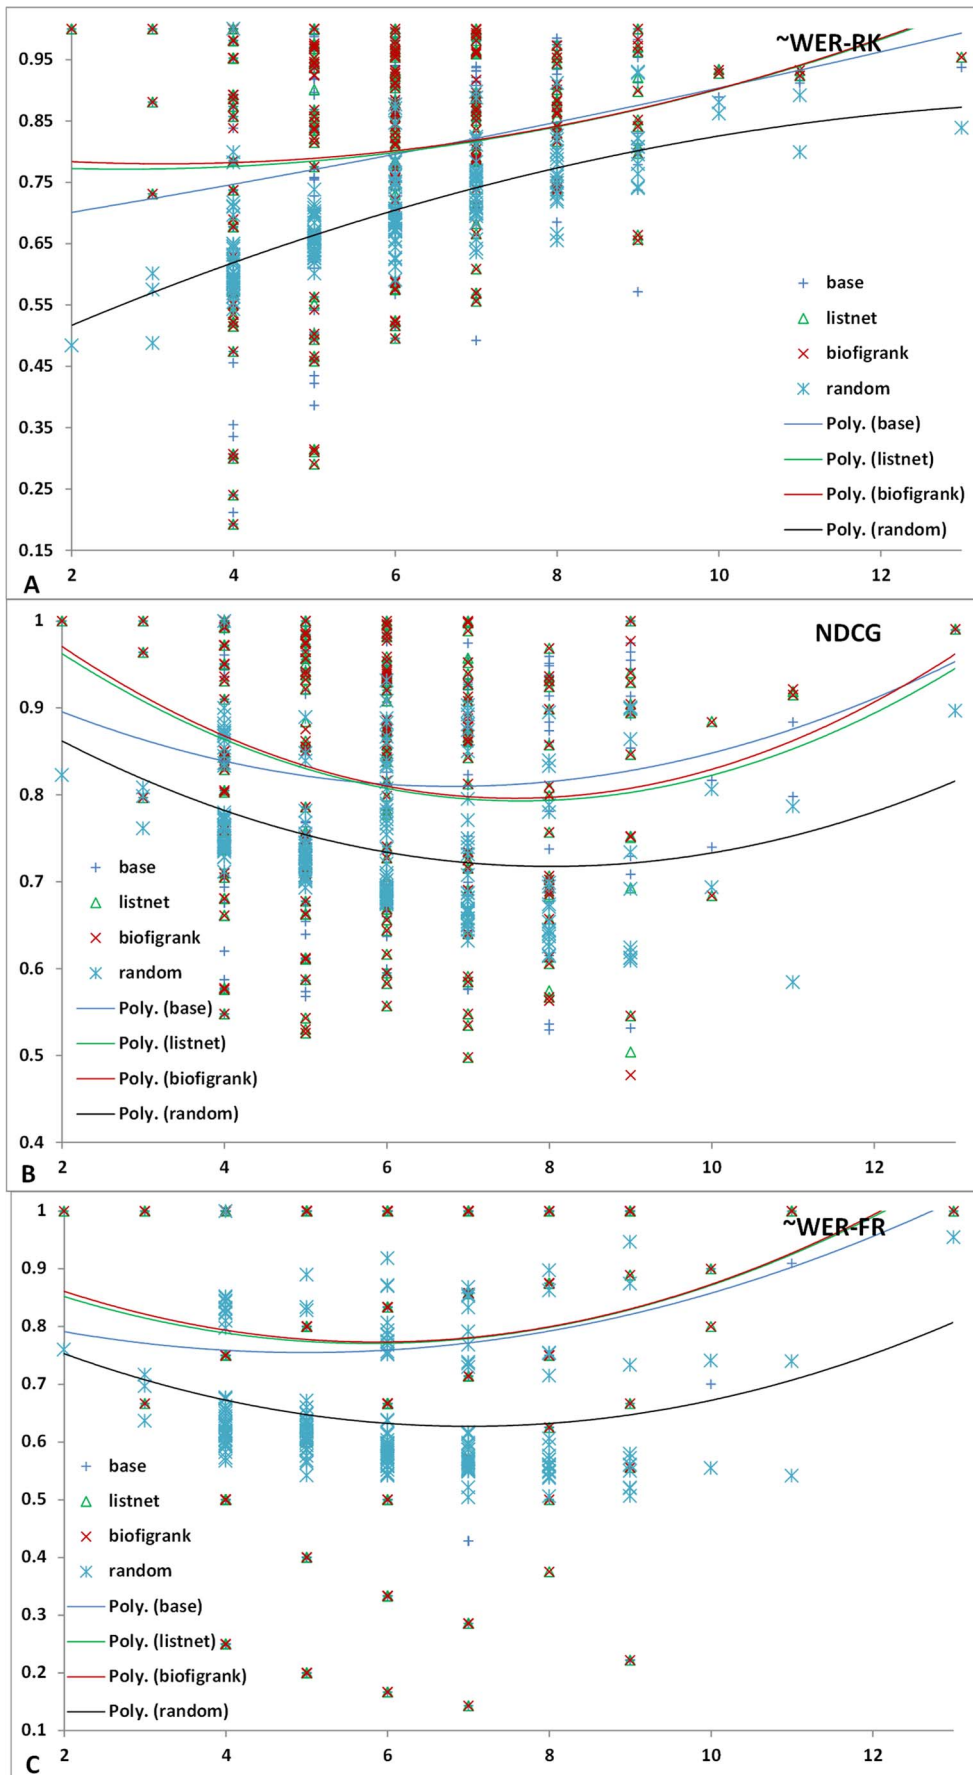 ~WER-RK
0.95
0.85
0.75
0.65
0.55
0.45
0.35
0.25
0.15
base
listnet
biofigrank
random
Poly. (base)
Poly. (listnet)
Poly. (biofigrank)
Poly. (random)
2 4 6 8 10 12
A
NDCG
1
0.9
0.8
0.7
0.6
0.5
0.4
base
listnet
biofigrank
random
Poly. (base)
Poly. (listnet)
Poly. (biofigrank)
Poly. (random)
2 4 6 8 10 12
B
~WER-FR
1
0.9
0.8
0.7
0.6
0.5
0.4
0.3
0.2
0.1
base
listnet
biofigrank
random
Poly. (base)
Poly. (listnet)
Poly. (biofigrank)
Poly. (random)
2 4 6 8 10 12
C